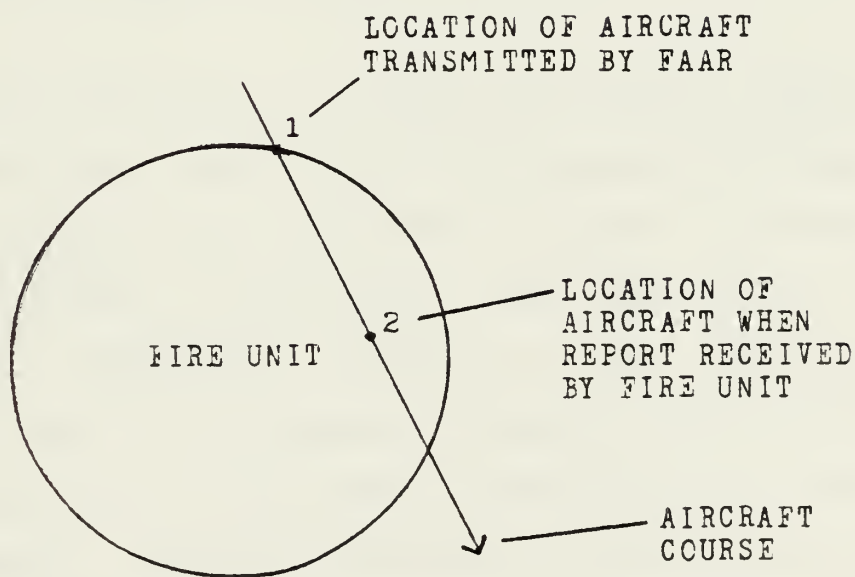 LOCATION OF AIRCRAFT
TRANSMITTED BY FAAR
1
2
FIRE UNIT
LOCATION OF
AIRCRAFT WHEN
REPORT RECEIVED
BY FIRE UNIT
AIRCRAFT
COURSE